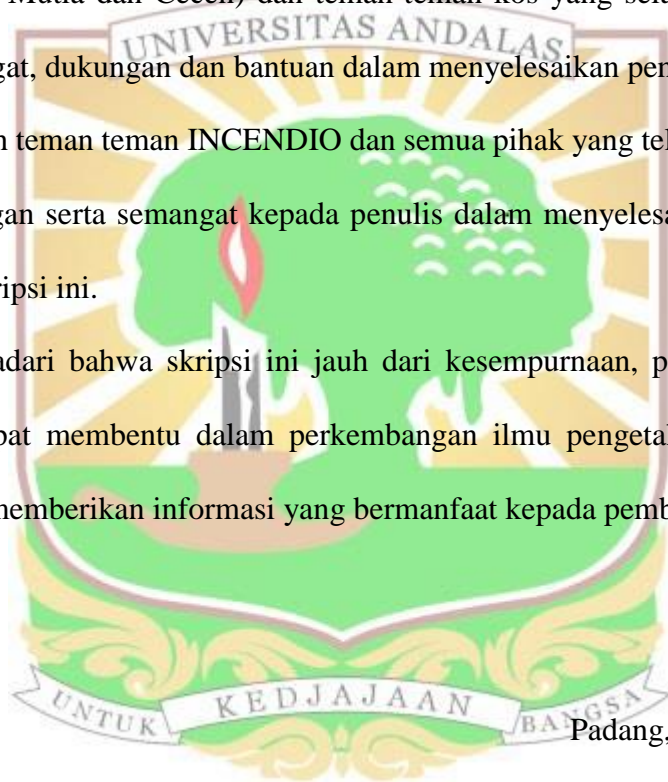 Mutia dan Cecen) dan teman teman kos yang sela
UNIVERSITAS ANDALAS
gat, dukungan dan bantuan dalam menyelesaikan pen
n teman teman INCENDIO dan semua pihak yang tel
gan serta semangat kepada penulis dalam menyelesa
ripsi ini.
adari bahwa skripsi ini jauh dari kesempurnaan, p
pat membentu dalam perkembangan ilmu pengetal
memberikan informasi yang bermanfaat kepada pemb
UNTUK KEDJAJAAN BANGSA
Padang,